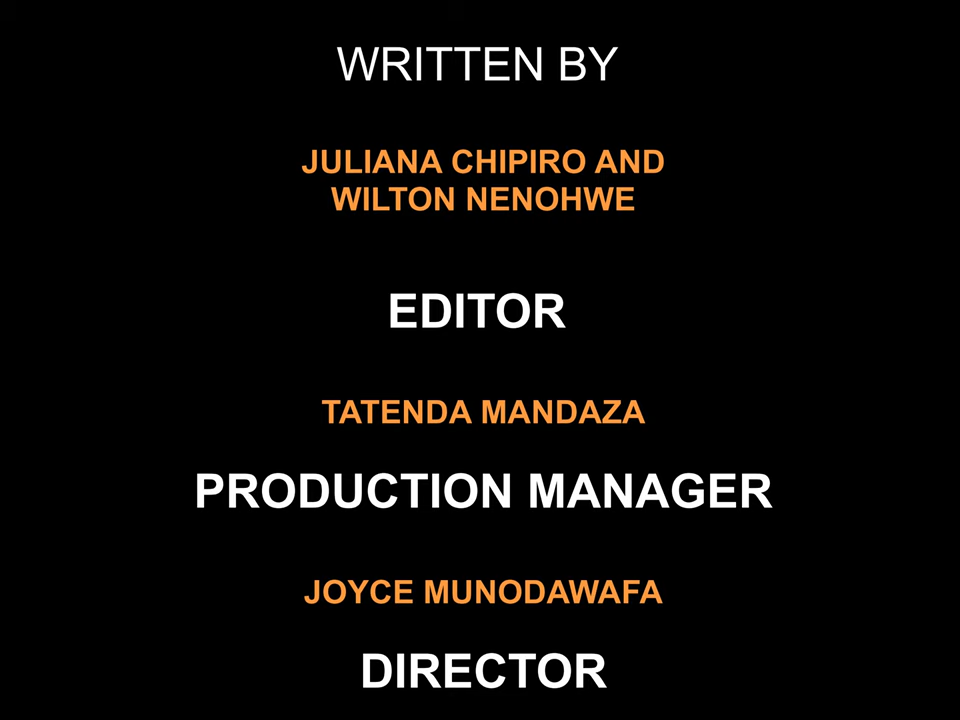 WRITTEN BY
JULIANA CHIPIRO AND
WILTON NENOHWE
EDITOR
TATENDA MANDAZA
PRODUCTION MANAGER
JOYCE MUNODAWAFA
DIRECTOR